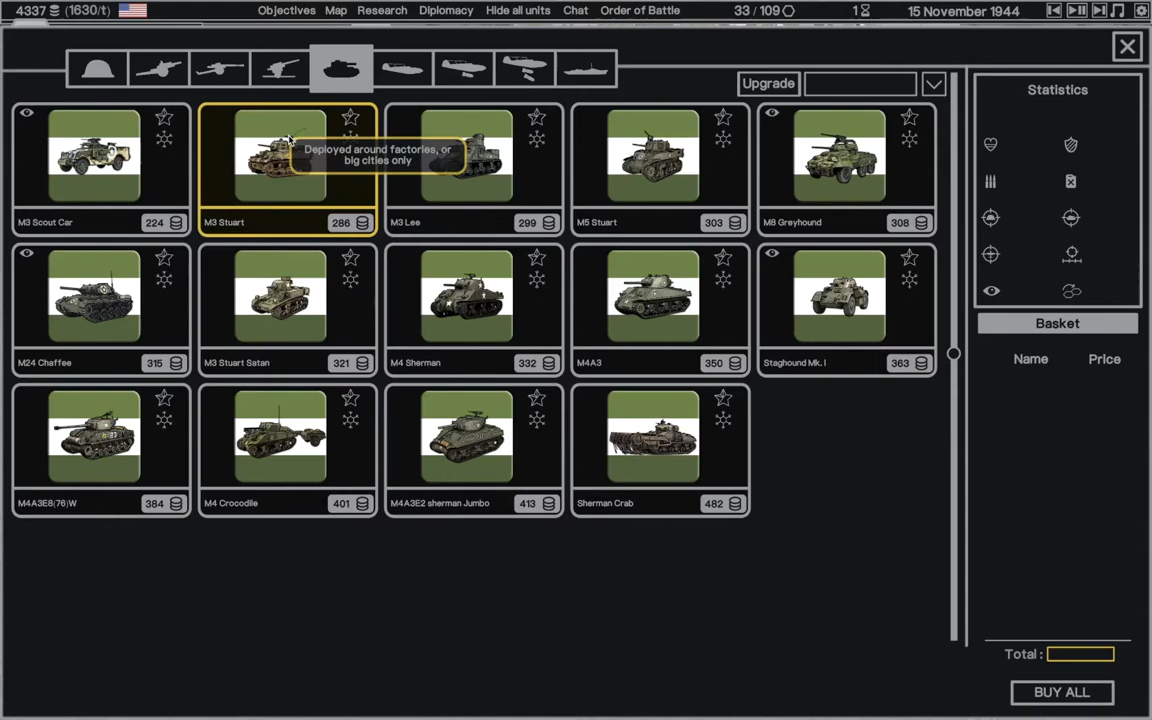 4337 (1630/t) Objectives Map Research Diplomacy Hide all units Chat Order of Battle 33 / 109 1 15 November 1944
Upgrade
Statistics
Deployed around factories, or
big cities only
M3 Scout Car 224
M3 Stuart 286
M3 Lee 299
M5 Stuart 303
M8 Greyhound 308
M24 Chaffee 315
M3 Stuart Satan 321
M4 Sherman 332
M4A3 350
Staghound Mk. I 363
M4A3E8(76)W 384
M4 Crocodile 401
M4A3E2 sherman Jumbo 413
Sherman Crab 482
Basket
Name Price
Total :
BUY ALL